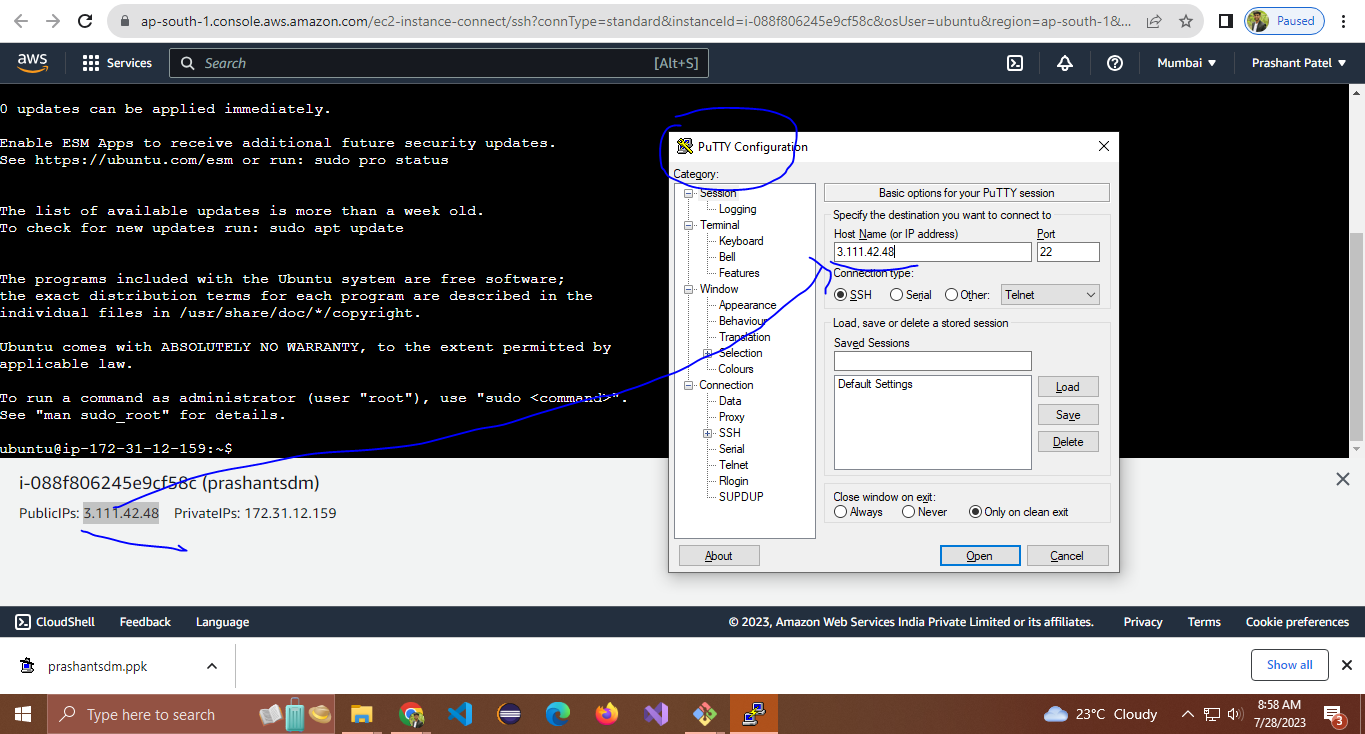 ap-south-1.console.aws.amazon.com/ec2-instance-connect/ssh?connType=standard&instanceId=i-088f806245e9cf58c&osUser=ubuntu&region=ap-south-1&...
Paused
aws
Services
Search
[Alt+S]
Mumbai
Prashant Patel
0 updates can be applied immediately.
Enable ESM Apps to receive additional future security updates.
See https://ubuntu.com/esm or run: sudo pro status
The list of available updates is more than a week old.
To check for new updates run: sudo apt update
The programs included with the Ubuntu system are free software;
the exact distribution terms for each program are described in the
individual files in /usr/share/doc/*/copyright.
Ubuntu comes with ABSOLUTELY NO WARRANTY, to the extent permitted by
applicable law.
To run a command as administrator (user "root"), use "sudo <command>".
See "man sudo_root" for details.
ubuntu@ip-172-31-12-159:~$
PuTTY Configuration
Category:
Session
Logging
Terminal
Keyboard
Bell
Features
Window
Appearance
Behaviour
Translation
Selection
Colours
Connection
Data
Proxy
SSH
Serial
Telnet
Rlogin
SUPDUP
Basic options for your PuTTY session
Specify the destination you want to connect to
Host Name (or IP address)
Port
3.111.42.48
22
Connection type:
SSH
Serial
Other:
Telnet
Load, save or delete a stored session
Saved Sessions
Default Settings
Load
Save
Delete
Close window on exit:
Always
Never
Only on clean exit
About
Open
Cancel
i-088f806245e9cf58c (prashantsdm)
PublicIPs: 3.111.42.48 PrivateIPs: 172.31.12.159
CloudShell
Feedback
Language
© 2023, Amazon Web Services India Private Limited or its affiliates.
Privacy
Terms
Cookie preferences
prashantsdm.ppk
Show all
Type here to search
23°C Cloudy
8:58 AM
7/28/2023
3